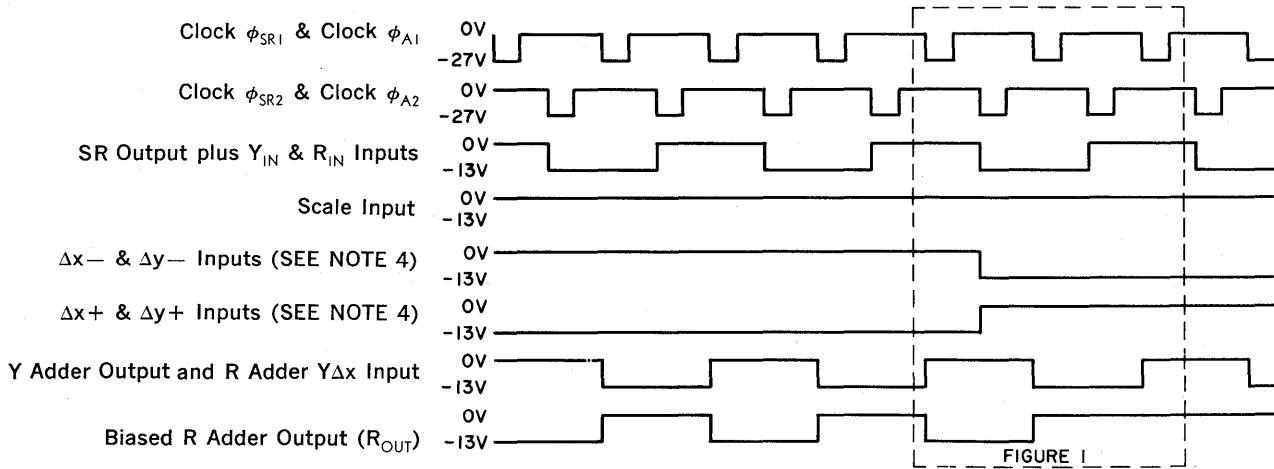 Clock ϕSR1 & Clock ϕA1
0V
-27V
Clock ϕSR2 & Clock ϕA2
0V
-27V
SR Output plus YIN & RIN Inputs
0V
-13V
Scale Input
0V
-13V
Δx— & Δy— Inputs (SEE NOTE 4)
0V
-13V
Δx+ & Δy+ Inputs (SEE NOTE 4)
0V
-13V
Y Adder Output and R Adder YΔx Input
0V
-13V
Biased R Adder Output (ROUT)
0V
-13V
FIGURE I